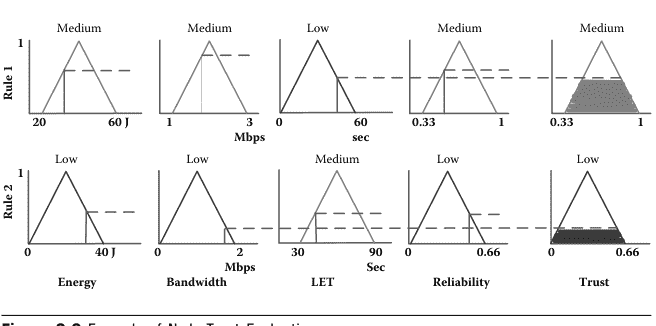 Medium Medium Low Medium Medium
1
Rule 1
20 60 J 1 3 0 60 0.33 1 0.33 1
Mbps sec
Low Low Medium Low Low
1
Rule 2
0 40 J 0 2 30 90 0 0.66 0 0.66
Mbps Sec
Energy Bandwidth LET Reliability Trust